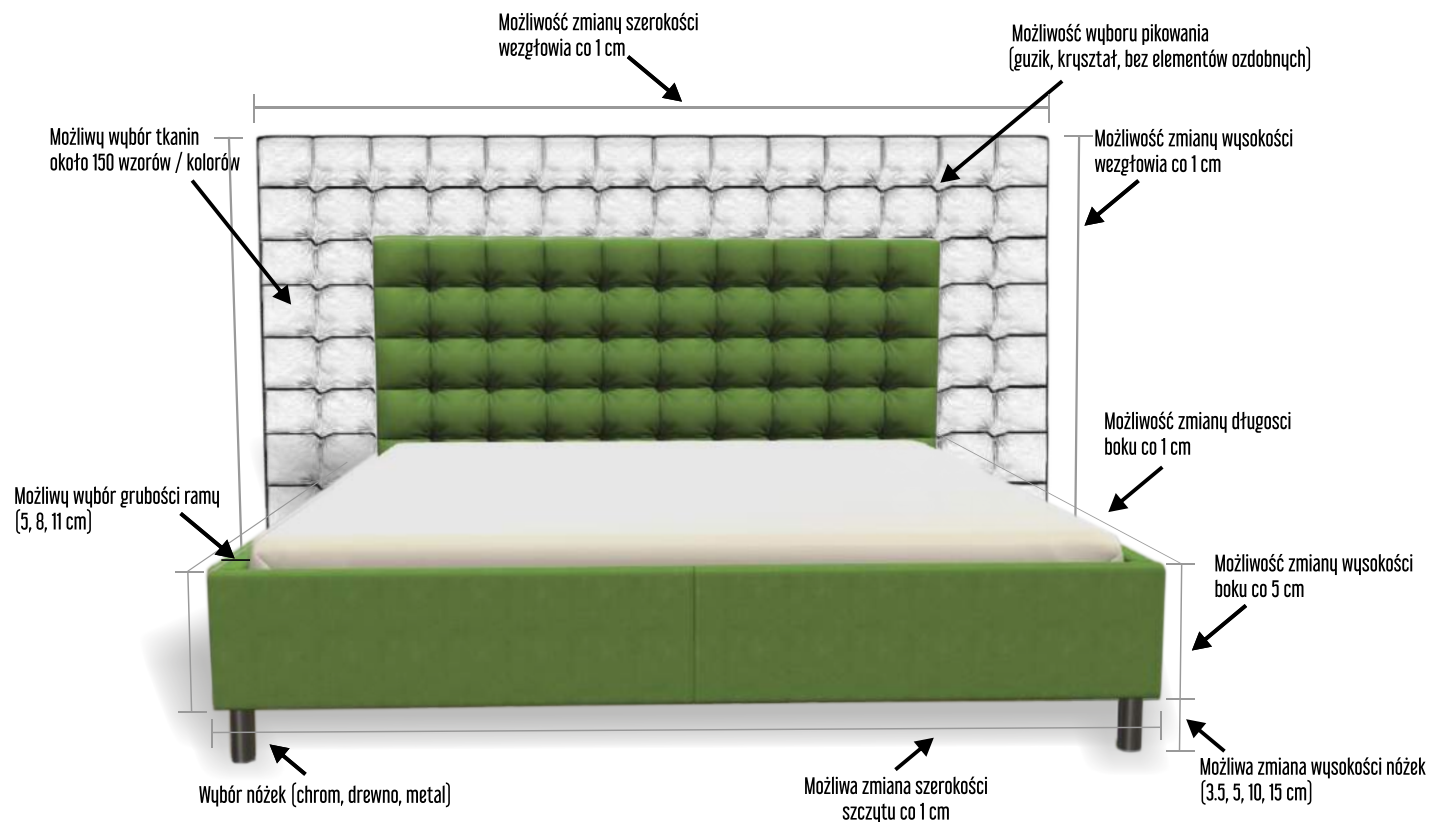 Możliwość zmiany szerokości
wezgłowia co 1 cm
Możliwość wyboru pikowania
(guzik, kryształ, bez elementów ozdobnych)
Możliwy wybór tkanin
około 150 wzorów / kolorów
Możliwość zmiany wysokości
wezgłowia co 1 cm
Możliwość zmiany długosci
boku co 1 cm
Możliwy wybór grubości ramy
(5, 8, 11 cm)
Możliwość zmiany wysokości
boku co 5 cm
Możliwa zmiana wysokości nóżek
(3.5, 5, 10, 15 cm)
Wybór nóżek (chrom, drewno, metal)
Możliwa zmiana szerokości
szczytu co 1 cm